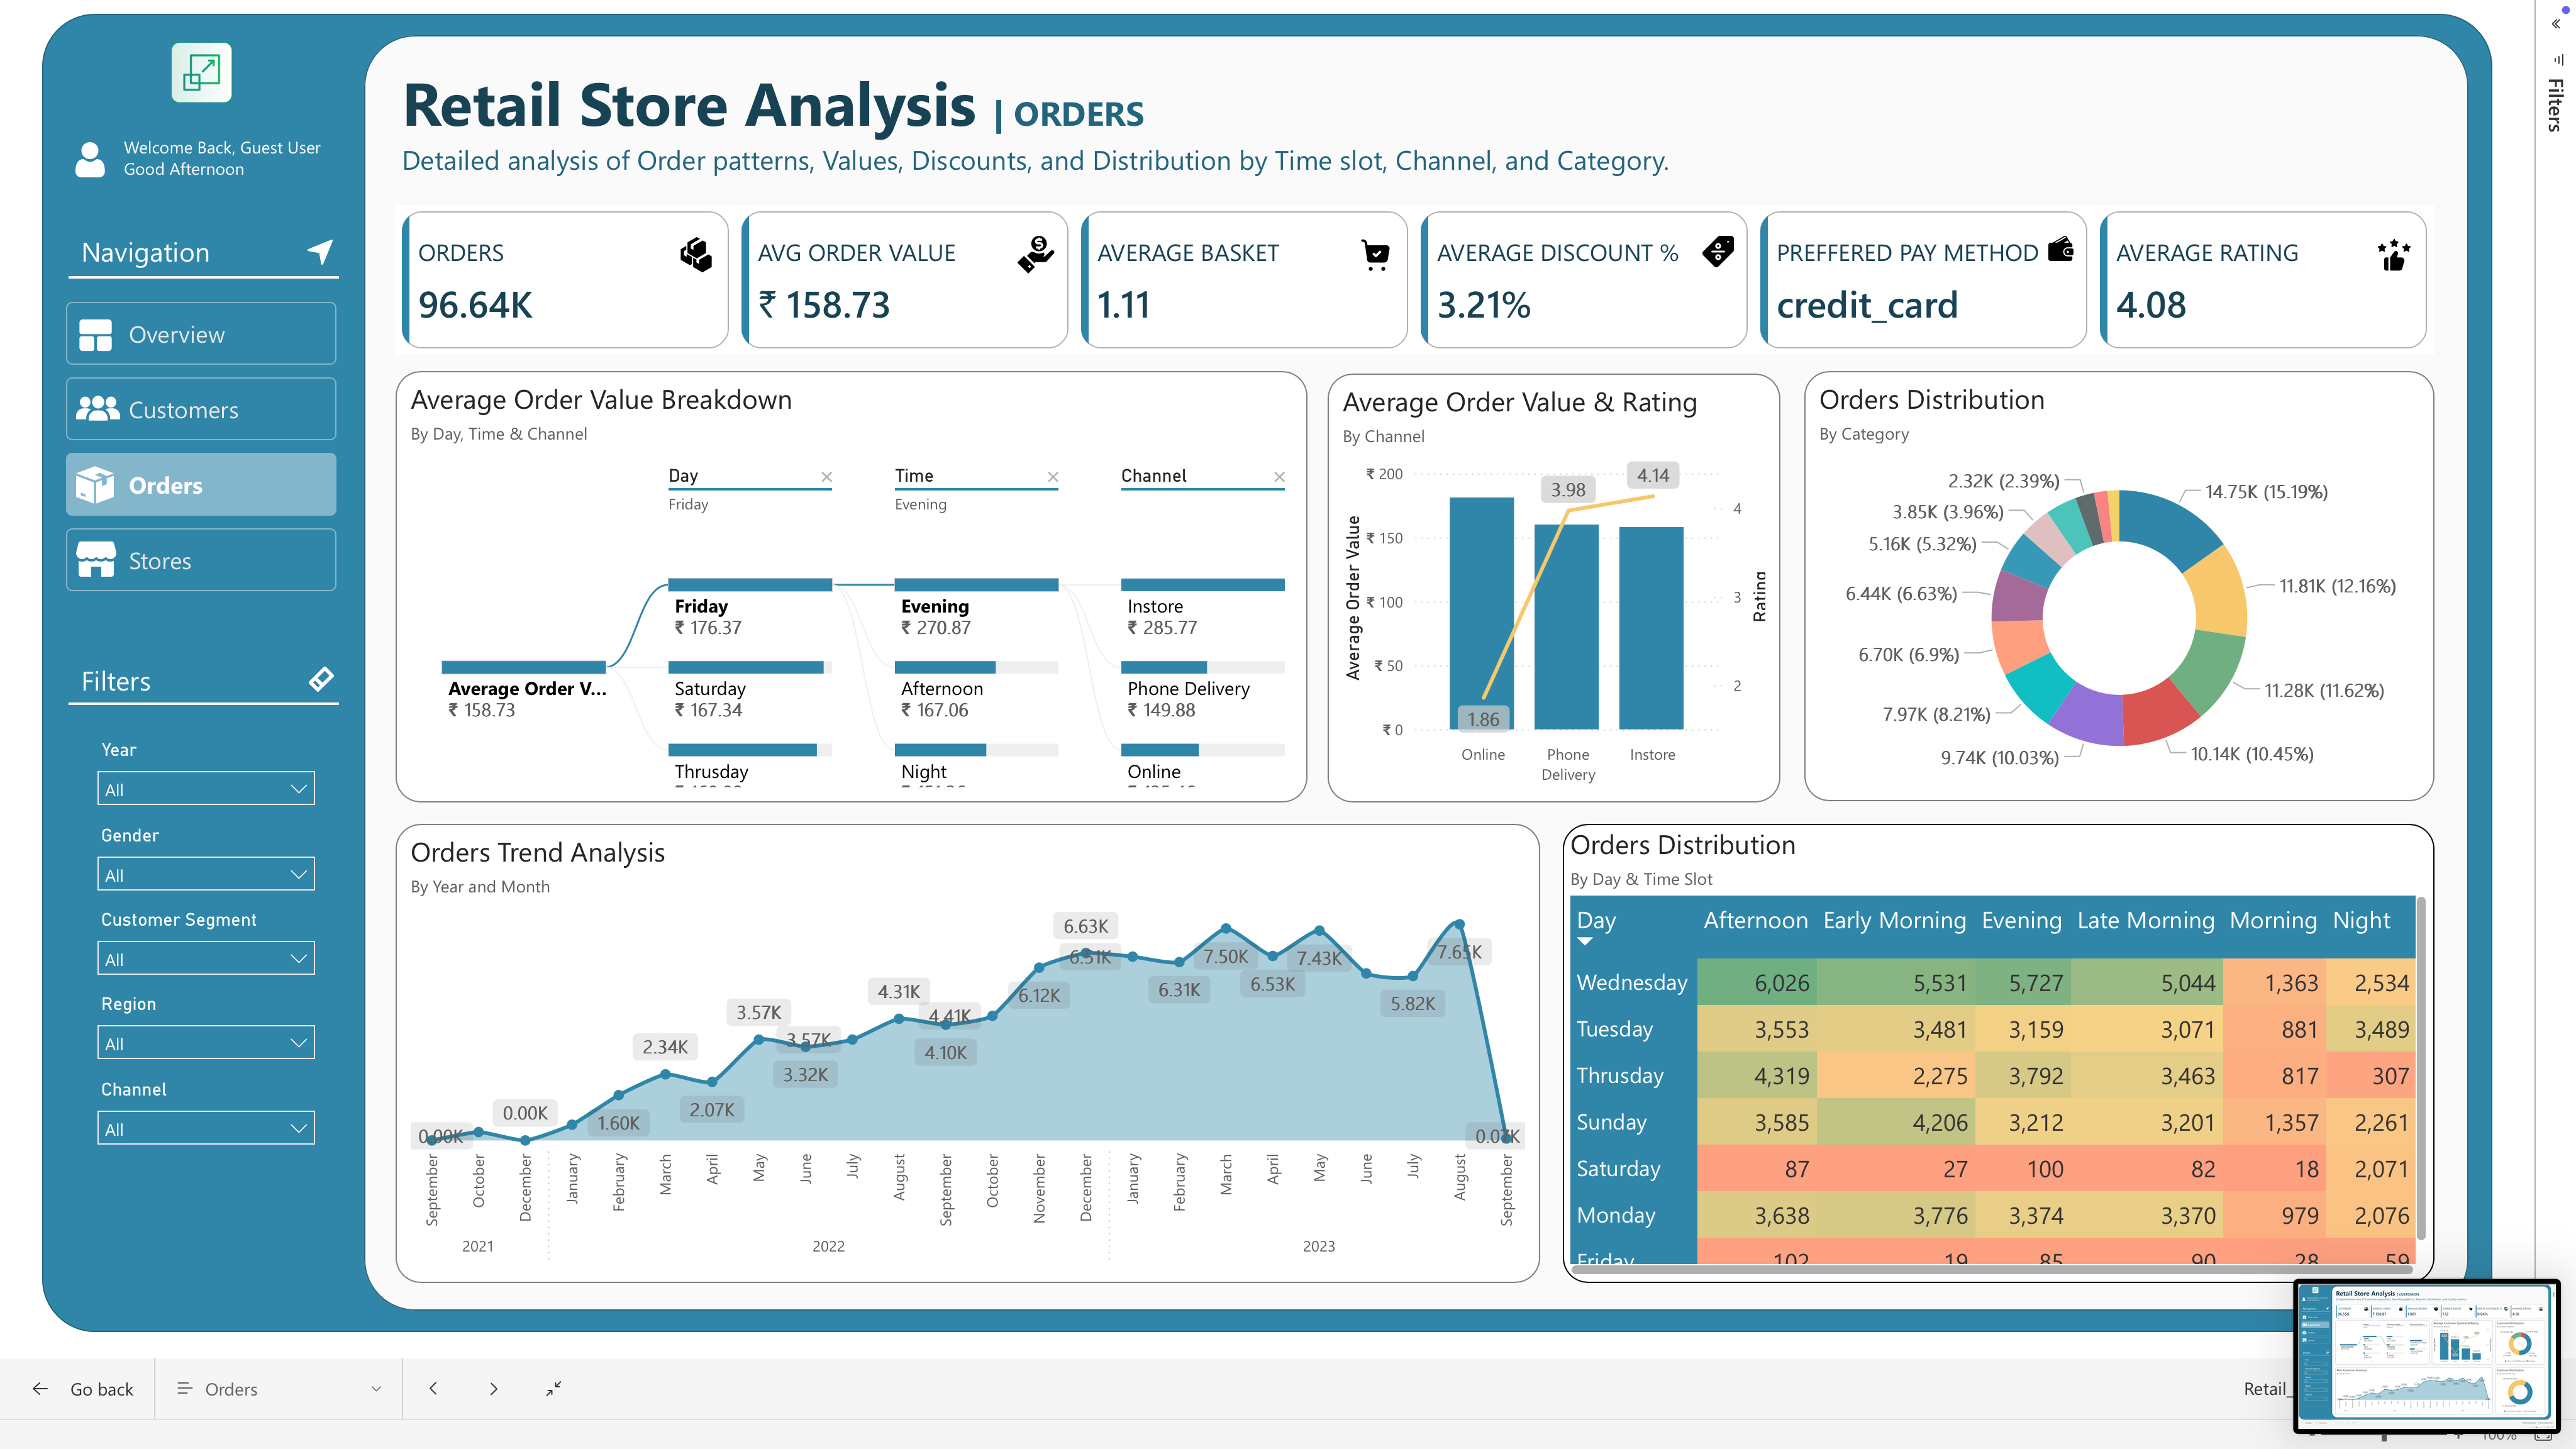 Welcome Back, Guest User
Good Afternoon
Navigation
Overview
Customers
Orders
Stores
Filters
Year
All
Gender
All
Customer Segment
All
Region
All
Channel
All
Retail Store Analysis | ORDERS
Detailed analysis of Order patterns, Values, Discounts, and Distribution by Time slot, Channel, and Category.
ORDERS
96.64K
AVG ORDER VALUE
₹ 158.73
AVERAGE BASKET
1.11
AVERAGE DISCOUNT %
3.21%
PREFFERED PAY METHOD
credit_card
AVERAGE RATING
4.08
Average Order Value Breakdown
By Day, Time & Channel
Day
Friday
Time
Evening
Channel
Average Order V...
₹ 158.73
Friday
₹ 176.37
Saturday
₹ 167.34
Thrusday
Evening
₹ 270.87
Afternoon
₹ 167.06
Night
Instore
₹ 285.77
Phone Delivery
₹ 149.88
Online
Average Order Value & Rating
By Channel
Average Order Value
₹ 200
₹ 150
₹ 100
₹ 50
₹ 0
1.86
3.98
4.14
4
3
2
Rating
Online
Phone
Delivery
Instore
Orders Distribution
By Category
14.75K (15.19%)
11.81K (12.16%)
11.28K (11.62%)
10.14K (10.45%)
9.74K (10.03%)
7.97K (8.21%)
6.70K (6.9%)
6.44K (6.63%)
5.16K (5.32%)
3.85K (3.96%)
2.32K (2.39%)
Orders Trend Analysis
By Year and Month
0.00K
0.00K
1.60K
2.34K
2.07K
3.57K
3.32K
3.57K
4.31K
4.10K
4.41K
6.12K
6.63K
6.51K
6.31K
7.50K
6.53K
7.43K
5.82K
7.65K
September October December January February March April May June July August September October November December January February March April May June July August September
2021 2022 2023
Orders Distribution
By Day & Time Slot
Day Afternoon Early Morning Evening Late Morning Morning Night
Wednesday 6,026 5,531 5,727 5,044 1,363 2,534
Tuesday 3,553 3,481 3,159 3,071 881 3,489
Thrusday 4,319 2,275 3,792 3,463 817 307
Sunday 3,585 4,206 3,212 3,201 1,357 2,261
Saturday 87 27 100 82 18 2,071
Monday 3,638 3,776 3,374 3,370 979 2,076
Friday 102 19 85 90 28 59
Filters
Go back
Orders
Retail_
Retail Store Analysis | CUSTOMERS
100%